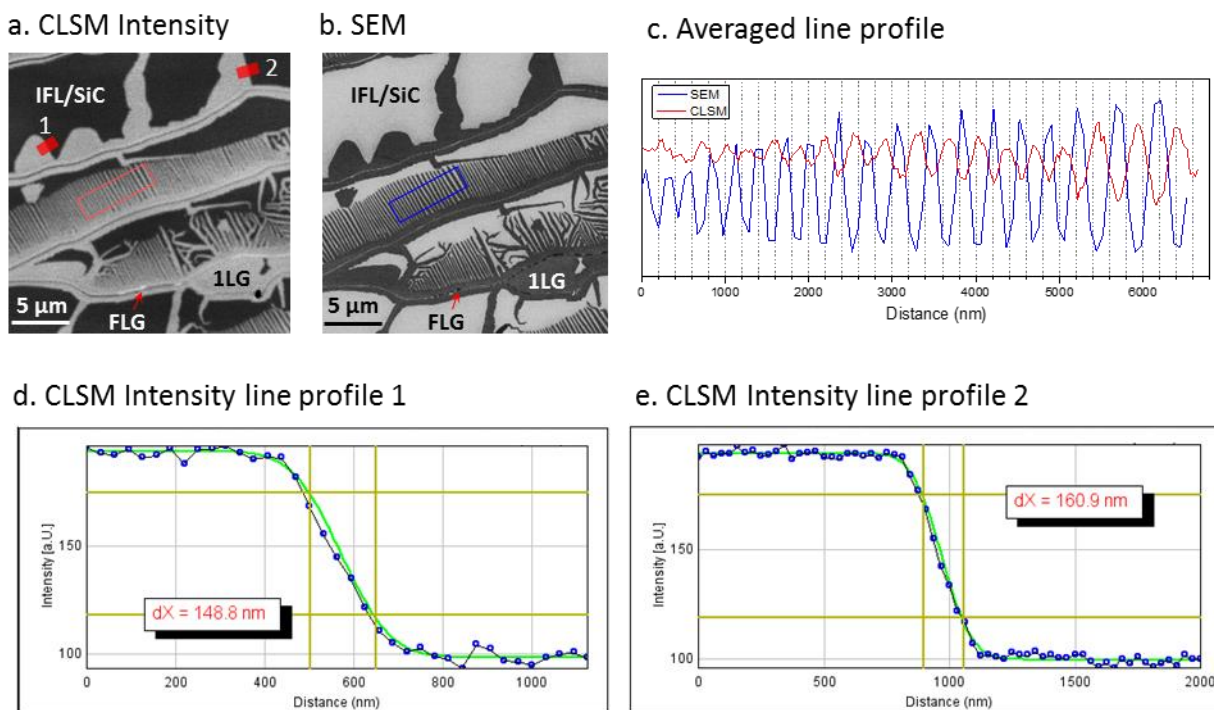 a. CLSM Intensity
b. SEM
c. Averaged line profile
IFL/SiC
1
2
1LG
FLG
5 µm
IFL/SiC
1LG
FLG
5 µm
SEM
CLSM
0 1000 2000 3000 4000 5000 6000
Distance (nm)
d. CLSM Intensity line profile 1
e. CLSM Intensity line profile 2
Intensity [a.U.]
150
100
dX = 148.8 nm
0 200 400 600 800 1000
Distance (nm)
Intensity [a.U.]
150
100
dX = 160.9 nm
0 500 1000 1500 2000
Distance (nm)